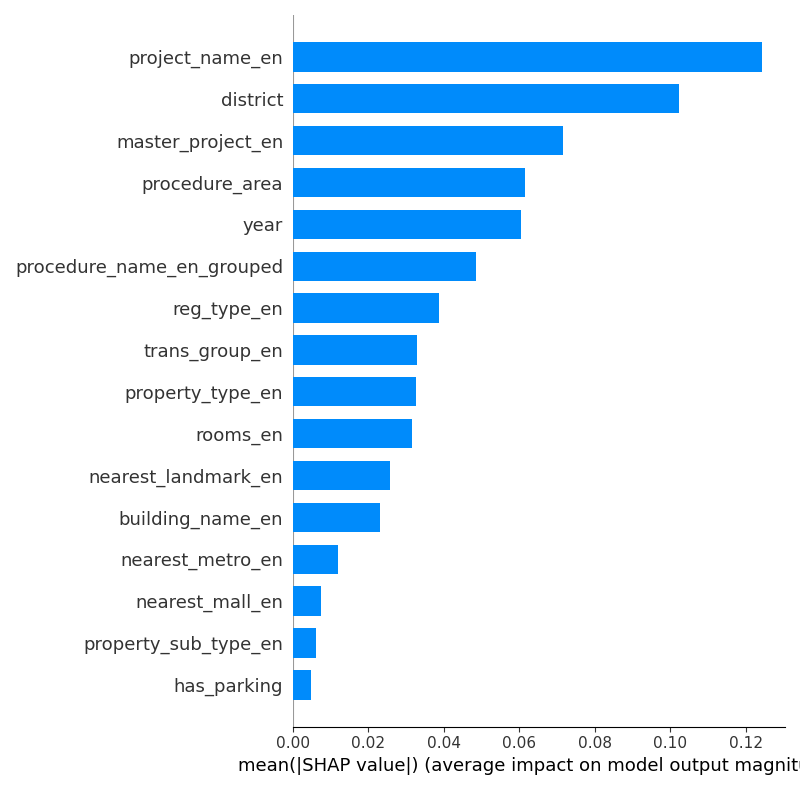 project_name_en
district
master_project_en
procedure_area
year
procedure_name_en_grouped
reg_type_en
trans_group_en
property_type_en
rooms_en
nearest_landmark_en
building_name_en
nearest_metro_en
nearest_mall_en
property_sub_type_en
has_parking
0.00 0.02 0.04 0.06 0.08 0.10 0.12
mean(|SHAP value|) (average impact on model output magnitu